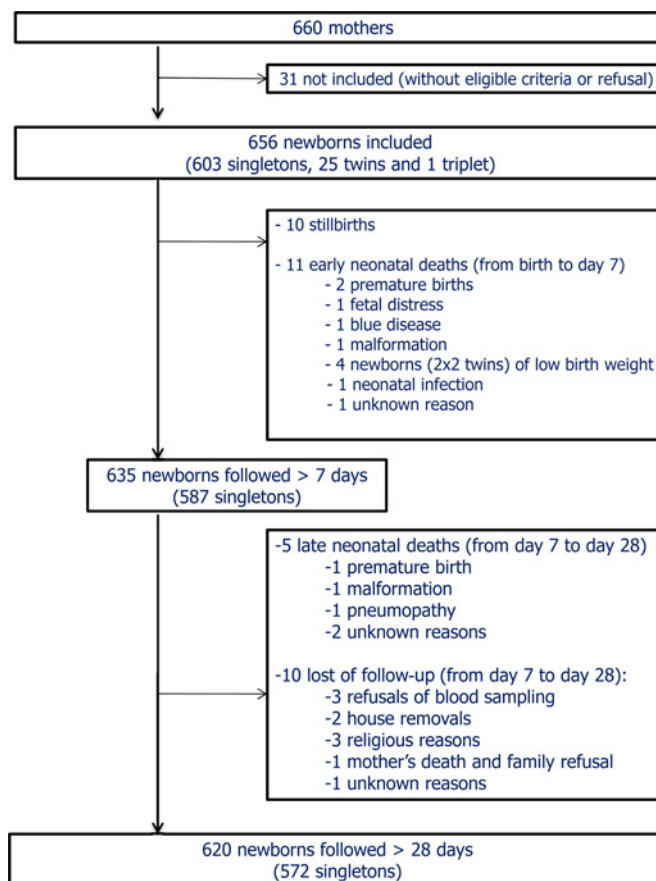 660 mothers
31 not included (without eligible criteria or refusal)
656 newborns included
(603 singletons, 25 twins and 1 triplet)
- 10 stillbirths
- 11 early neonatal deaths (from birth to day 7)
- 2 premature births
- 1 fetal distress
- 1 blue disease
- 1 malformation
- 4 newborns (2x2 twins) of low birth weight
- 1 neonatal infection
- 1 unknown reason
635 newborns followed > 7 days
(587 singletons)
-5 late neonatal deaths (from day 7 to day 28)
-1 premature birth
-1 malformation
-1 pneumopathy
-2 unknown reasons
-10 lost of follow-up (from day 7 to day 28):
-3 refusals of blood sampling
-2 house removals
-3 religious reasons
-1 mother's death and family refusal
-1 unknown reasons
620 newborns followed > 28 days
(572 singletons)